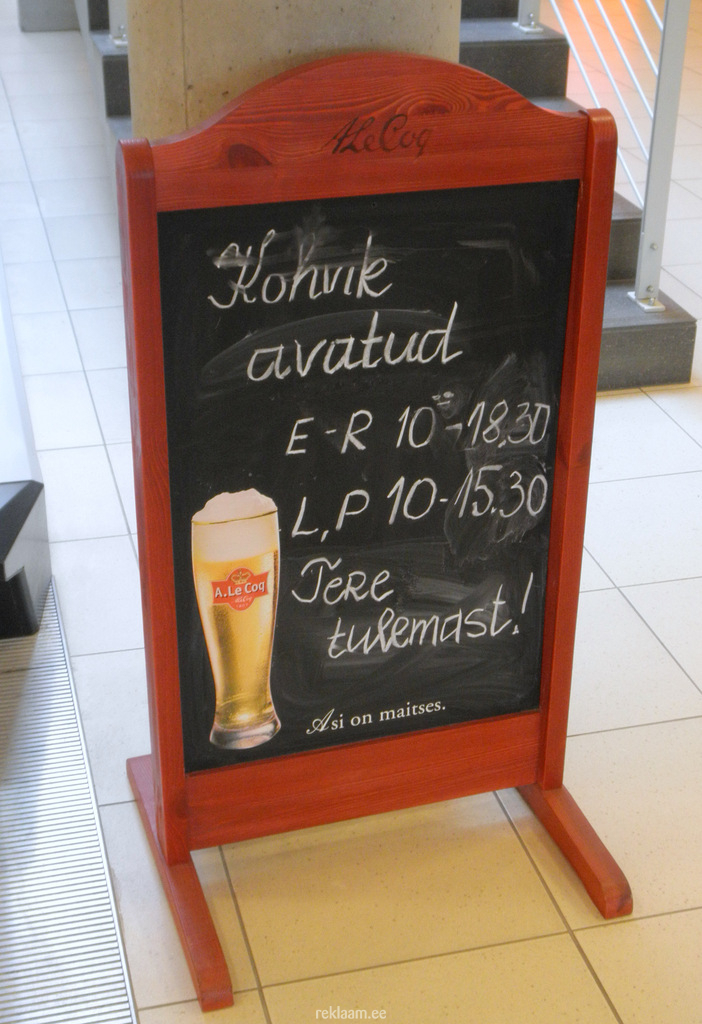 A.Le Coq
Kohvik
avatud
E-R 10-18.30
L,P 10-15.30
A. Le Coq
Tere
tulemast!
Asi on maitses.
reklaam.ee